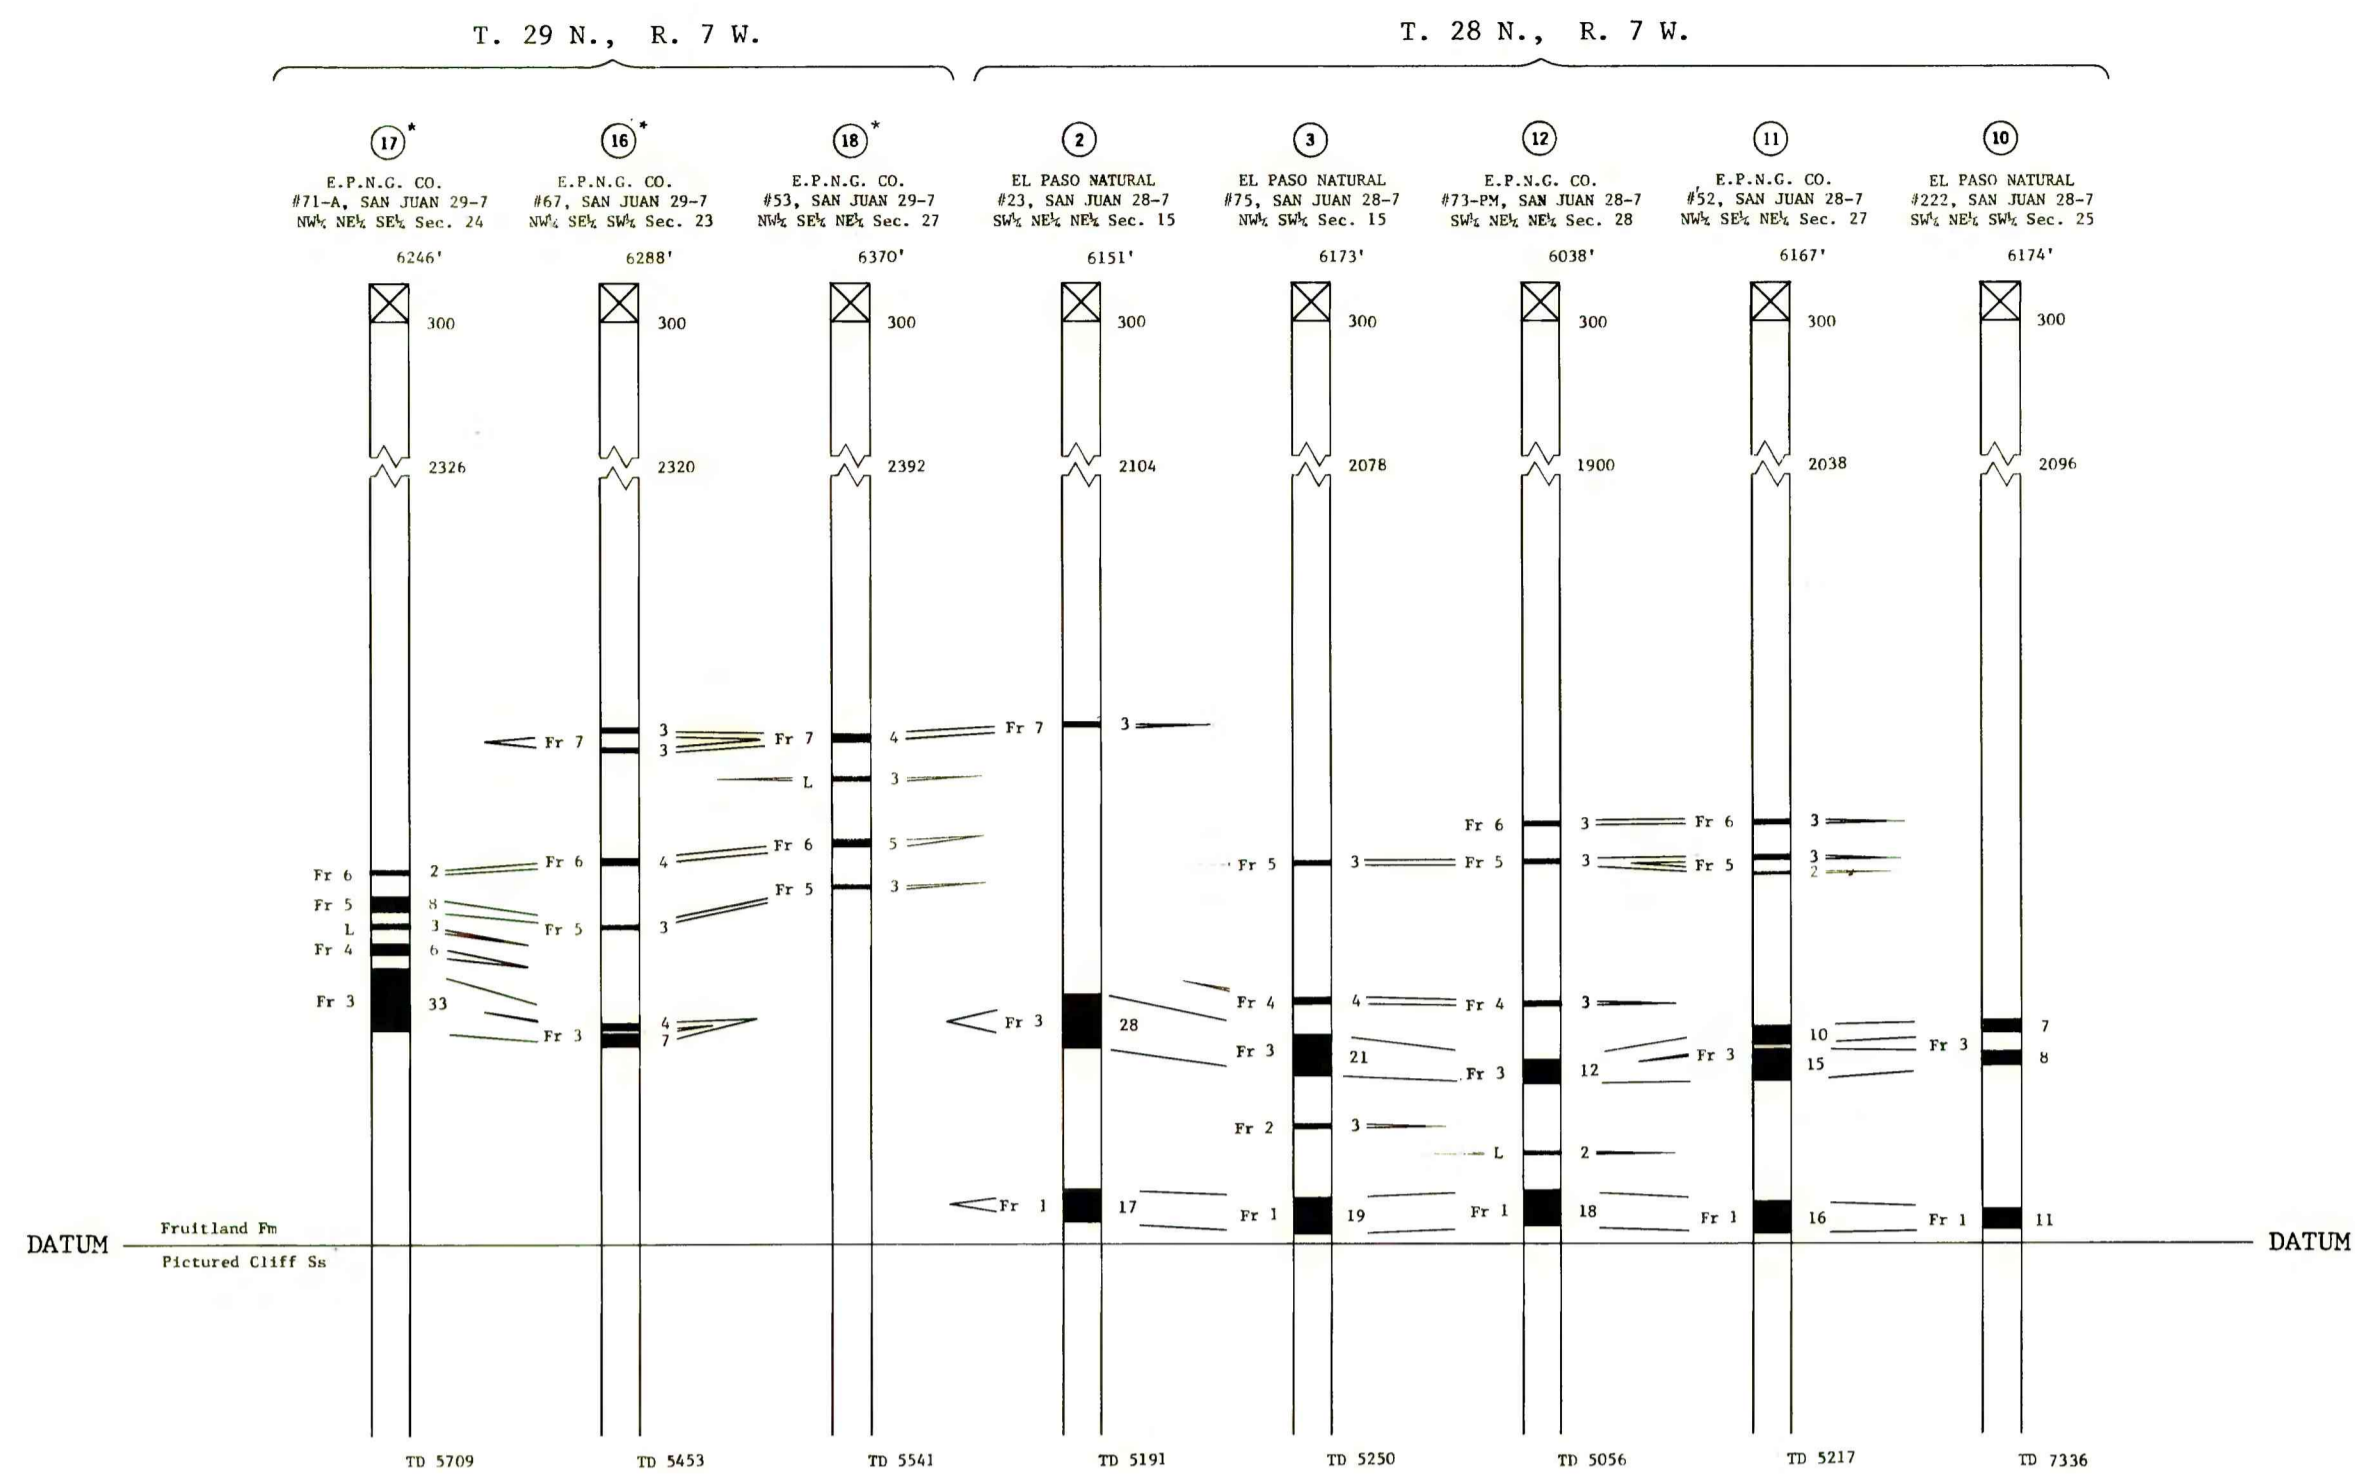 T. 29 N., R. 7 W.
T. 28 N., R. 7 W.
17*
E.P.N.G. CO.
#71-A, SAN JUAN 29-7
NW¼ NE¼ SE¼ Sec. 24
6246'
16*
E.P.N.G. CO.
#67, SAN JUAN 29-7
NW¼ SE¼ SW¼ Sec. 23
6288'
18*
E.P.N.G. CO.
#53, SAN JUAN 29-7
NW¼ SE¼ NE¼ Sec. 27
6370'
2
EL PASO NATURAL
#23, SAN JUAN 28-7
SW¼ NE¼ NE¼ Sec. 15
6151'
3
EL PASO NATURAL
#75, SAN JUAN 28-7
NW¼ SW¼ Sec. 15
6173'
12
E.P.N.G. CO.
#73-PM, SAN JUAN 28-7
SW¼ NE¼ NE¼ Sec. 28
6038'
11
E.P.N.G. CO.
#52, SAN JUAN 28-7
NW¼ SE¼ NE¼ Sec. 27
6167'
10
EL PASO NATURAL
#222, SAN JUAN 28-7
SW¼ NE¼ SW¼ Sec. 25
6174'
300
2326
Fr 6 2
Fr 5 8
L 3
Fr 4 6
Fr 3 33
TD 5709
300
2320
3
Fr 7
3
Fr 6 4
Fr 5 3
4
Fr 3 7
TD 5453
300
2392
Fr 7 4
L 3
Fr 6 5
Fr 5 3
TD 5541
300
2104
Fr 7 3
Fr 3 28
Fr 1 17
TD 5191
300
2078
Fr 5 3
Fr 4 4
Fr 3 21
Fr 2 3
Fr 1 19
TD 5250
300
1900
Fr 6 3
Fr 5 3
Fr 4 3
Fr 3 12
L 2
Fr 1 18
TD 5056
300
2038
Fr 6 3
3
Fr 5 2
10
Fr 3 15
Fr 1 16
TD 5217
300
2096
7
Fr 3
8
Fr 1 11
TD 7336
Fruitland Fm
DATUM DATUM
Pictured Cliff Ss